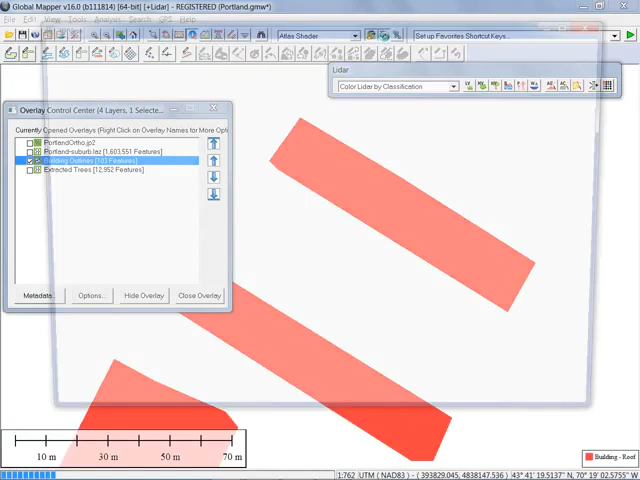 Global Mapper v16.0 (b111814) [64-bit] [+Lidar] - REGISTERED (Portland.gmw*)
File Edit View Tools Analysis Search GPS Help
Atlas Shader
Set up Favorites Shortcut Keys...
Lidar
Color Lidar by Classification
Overlay Control Center (4 Layers, 1 Selecte...
Currently Opened Overlays (Right Click on Overlay Names for More Opti
PortlandOrtho.jp2
Portland-suburb.laz [1,603,551 Features]
Building Outlines [103 Features]
Extracted Trees [12,952 Features]
Metadata... Options... Hide Overlay Close Overlay
10 m 30 m 50 m 70 m
Building - Roof
1:762 UTM (NAD83) - (393829.045, 4838147.536) 43° 41' 19.5137" N, 70° 19' 02.5755" W